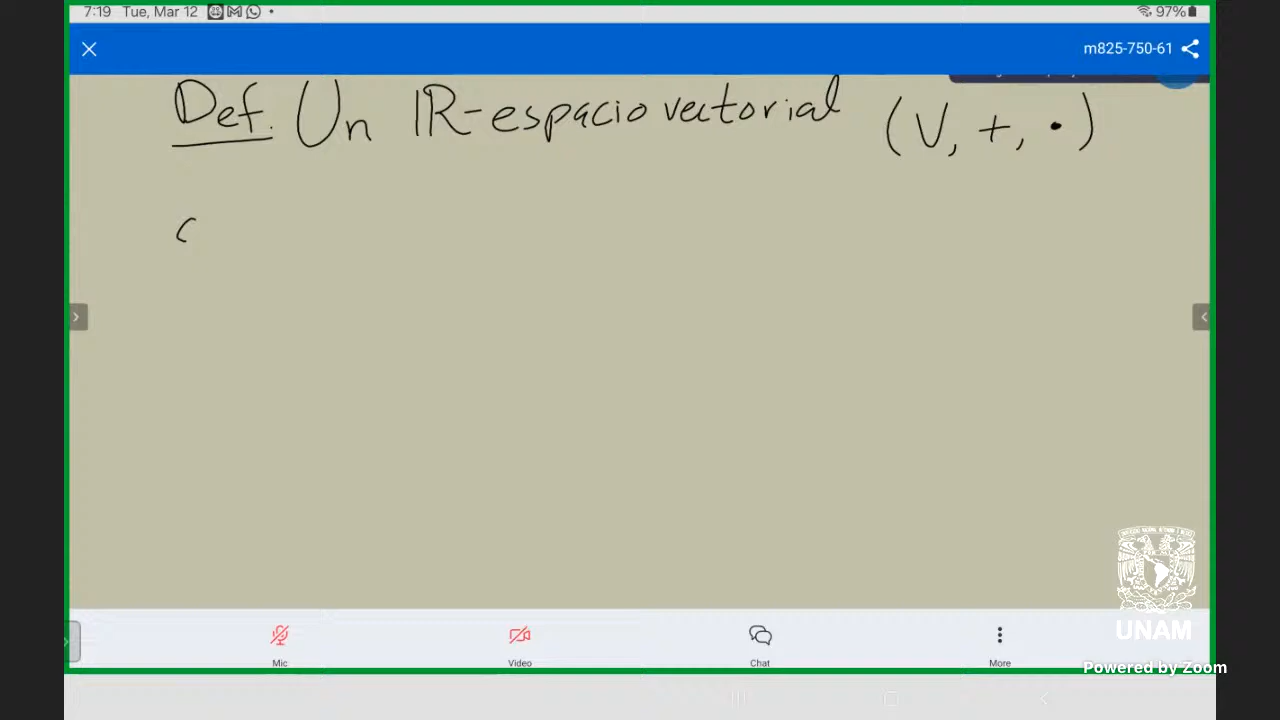 7:19 Tue, Mar 12 97%
m825-750-61
Def. Un IR-espacio vectorial (V, +, •)
Mic Video Chat More
UNAM
Powered by Zoom